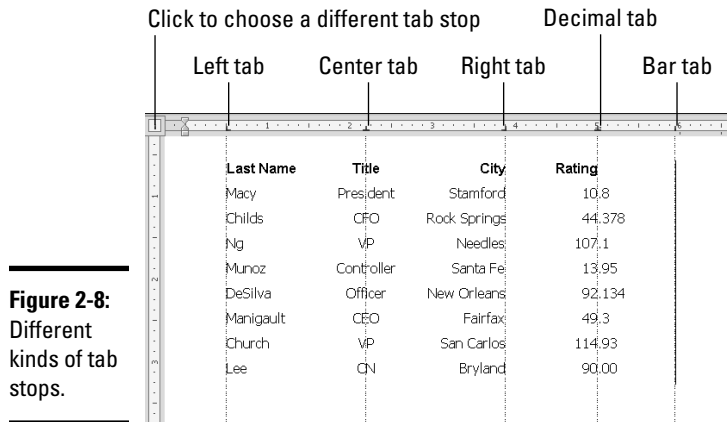 Click to choose a different tab stop Decimal tab
Left tab Center tab Right tab Bar tab
1 2 3 4 5 6
Last Name Title City Rating
Macy President Stamford 10.8
Childs CFO Rock Springs 44.378
Ng VP Needles 107.1
Munoz Controller Santa Fe 13.95
DeSilva Officer New Orleans 92.134
Manigault CEO Fairfax 49.3
Church VP San Carlos 114.93
Lee CN Bryland 90.00
1
2
3
Figure 2-8:
Different
kinds of tab
stops.